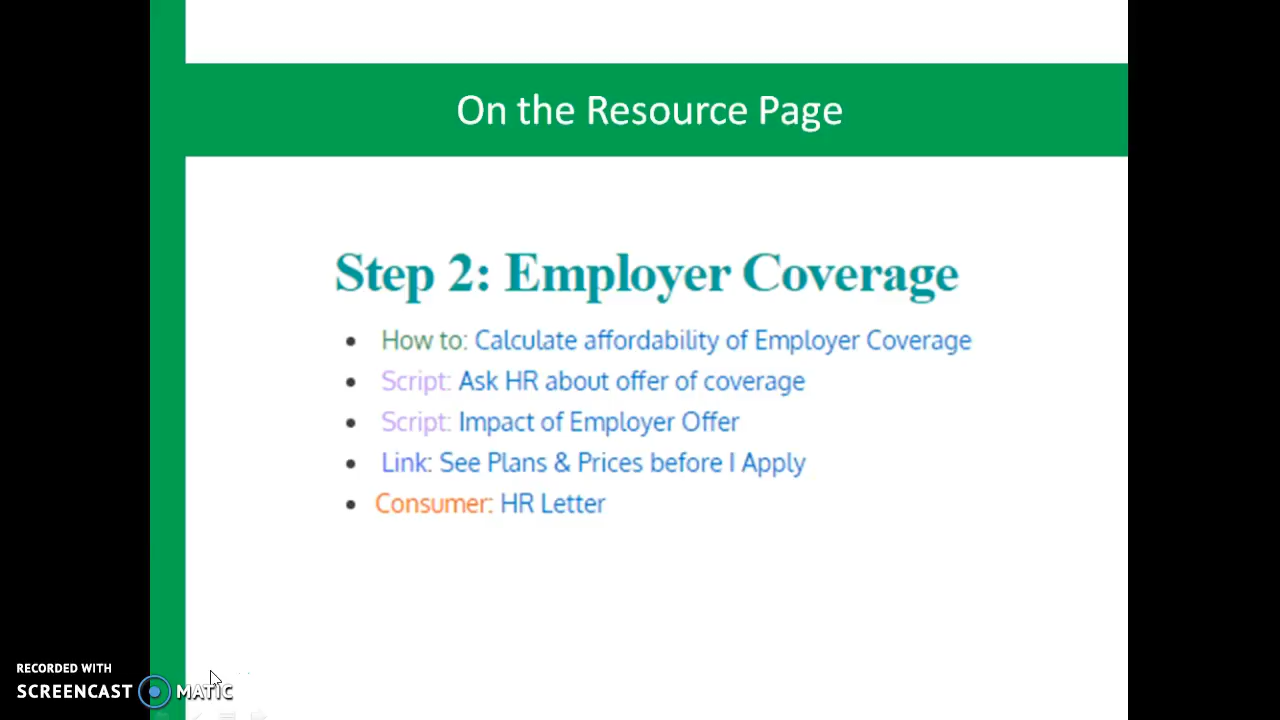 On the Resource Page
Step 2: Employer Coverage
How to: Calculate affordability of Employer Coverage
Script: Ask HR about offer of coverage
Script: Impact of Employer Offer
Link: See Plans & Prices before I Apply
Consumer: HR Letter
RECORDED WITH
SCREENCAST MATIC